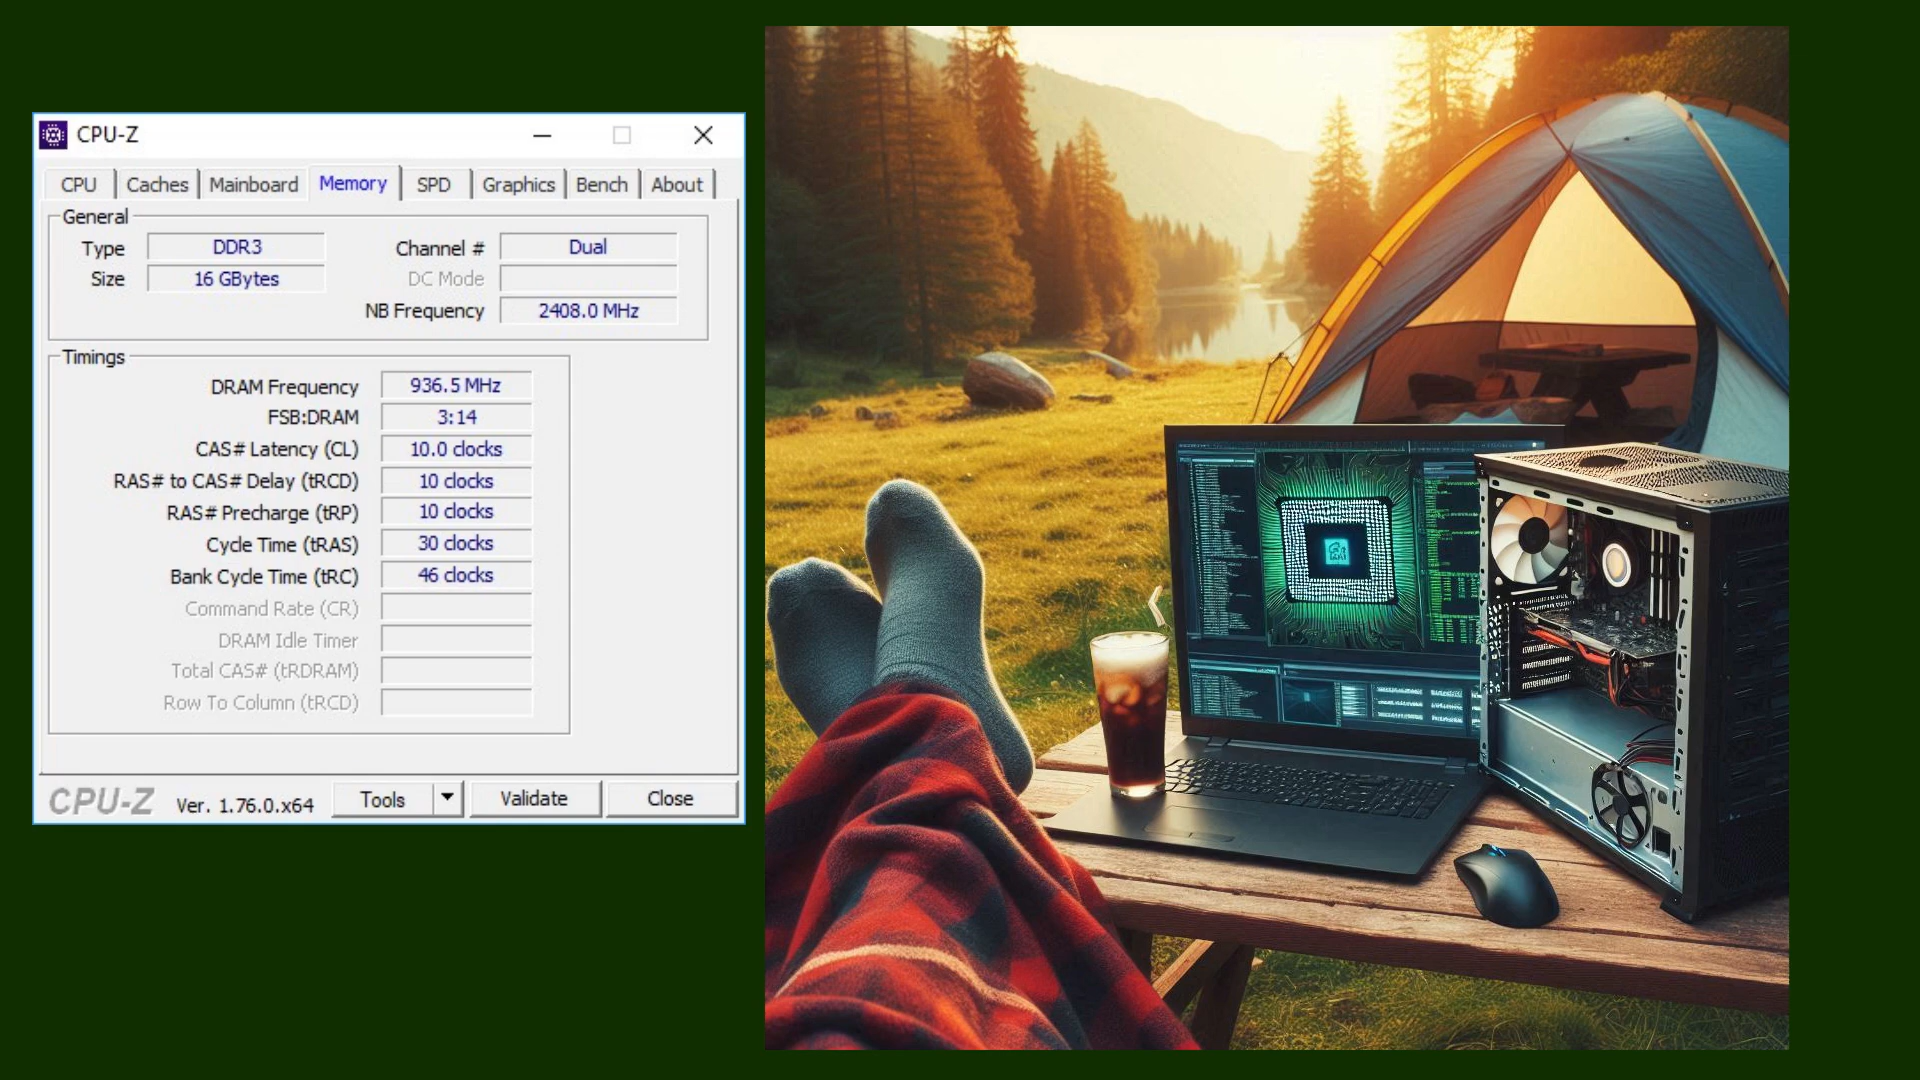 CPU-Z
CPU Caches Mainboard Memory SPD Graphics Bench About
General
Type DDR3 Channel # Dual
Size 16 GBytes DC Mode
NB Frequency 2408.0 MHz
Timings
DRAM Frequency 936.5 MHz
FSB:DRAM 3:14
CAS# Latency (CL) 10.0 clocks
RAS# to CAS# Delay (tRCD) 10 clocks
RAS# Precharge (tRP) 10 clocks
Cycle Time (tRAS) 30 clocks
Bank Cycle Time (tRC) 46 clocks
Command Rate (CR)
DRAM Idle Timer
Total CAS# (tRDRAM)
Row To Column (tRCD)
CPU-Z Ver. 1.76.0.x64 Tools Validate Close